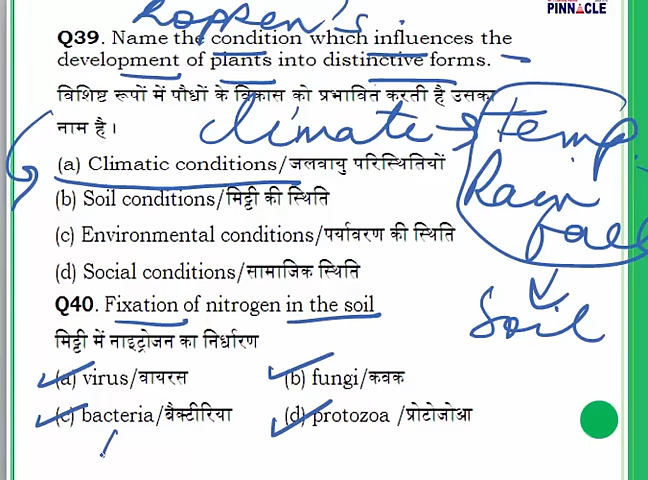 PINNACLE
Koppen's
Q39. Name the condition which influences the
development of plants into distinctive forms.
विशिष्ट रूपों में पौधों के विकास को प्रभावित करती है उसका
नाम है।
climate → temp.
(a) Climatic conditions/जलवायु परिस्थितियों
Rain
(b) Soil conditions/मिट्टी की स्थिति
fall
(c) Environmental conditions/पर्यावरण की स्थिति
(d) Social conditions/सामाजिक स्थिति
Soil
Q40. Fixation of nitrogen in the soil
मिट्टी में नाइट्रोजन का निर्धारण
(a) virus/वायरस (b) fungi/कवक
(c) bacteria/बैक्टीरिया (d) protozoa /प्रोटोजोआ